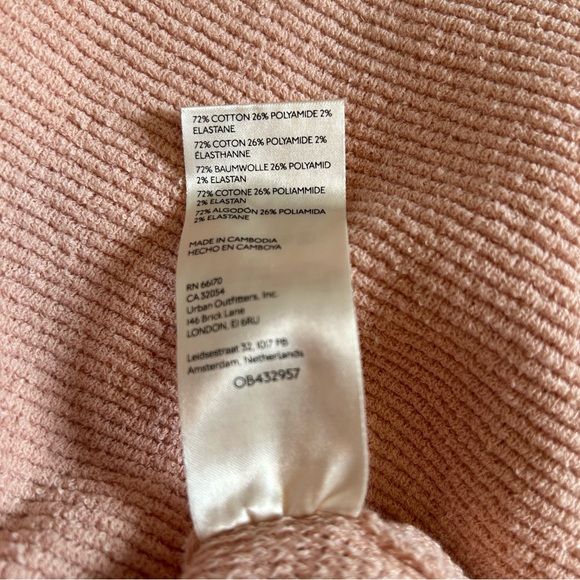 72% COTTON 26% POLYAMIDE 2%
ELASTANE
72% COTON 26% POLYAMIDE 2%
ÉLASTHANNE
72% BAUMWOLLE 26% POLYAMID
2% ELASTAN
72% COTONE 26% POLIAMMIDE
2% ELASTAN
72% ALGODÓN 26% POLIAMIDA
2% ELASTANE
MADE IN CAMBODIA
HECHO EN CAMBOYA
RN 66170
CA 32054
Urban Outfitters, Inc.
146 Brick Lane
LONDON, E1 6RU
Leidsestraat 32, 1017 PB
Amsterdam, Netherlands
OB432957